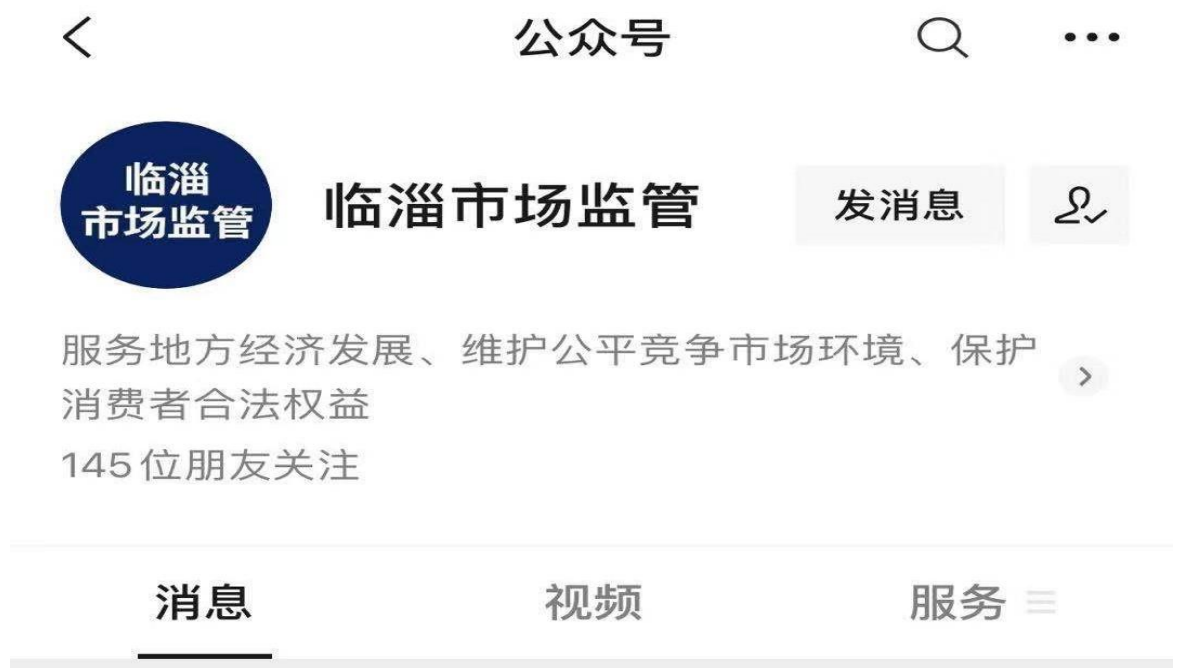 公众号
临淄
市场监管
临淄市场监管
发消息
服务地方经济发展、维护公平竞争市场环境、保护
消费者合法权益
145位朋友关注
消息 视频 服务